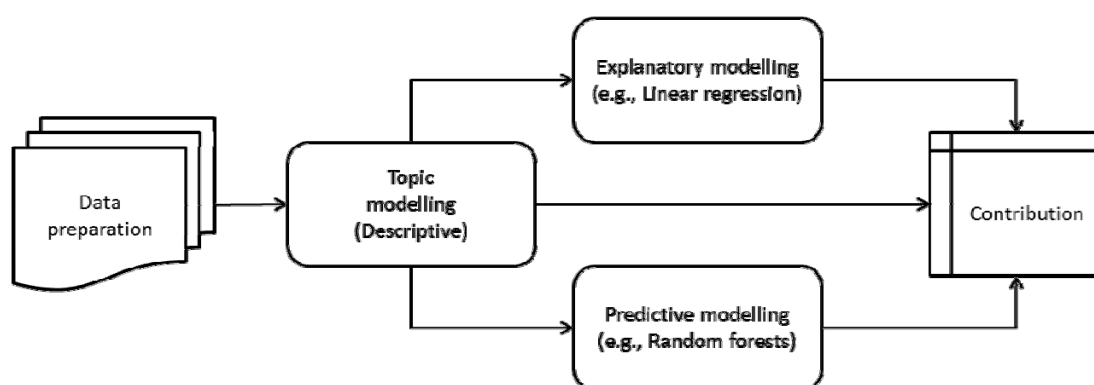 Data
preparation
Topic
modelling
(Descriptive)
Explanatory modelling
(e.g., Linear regression)
Predictive modelling
(e.g., Random forests)
Contribution